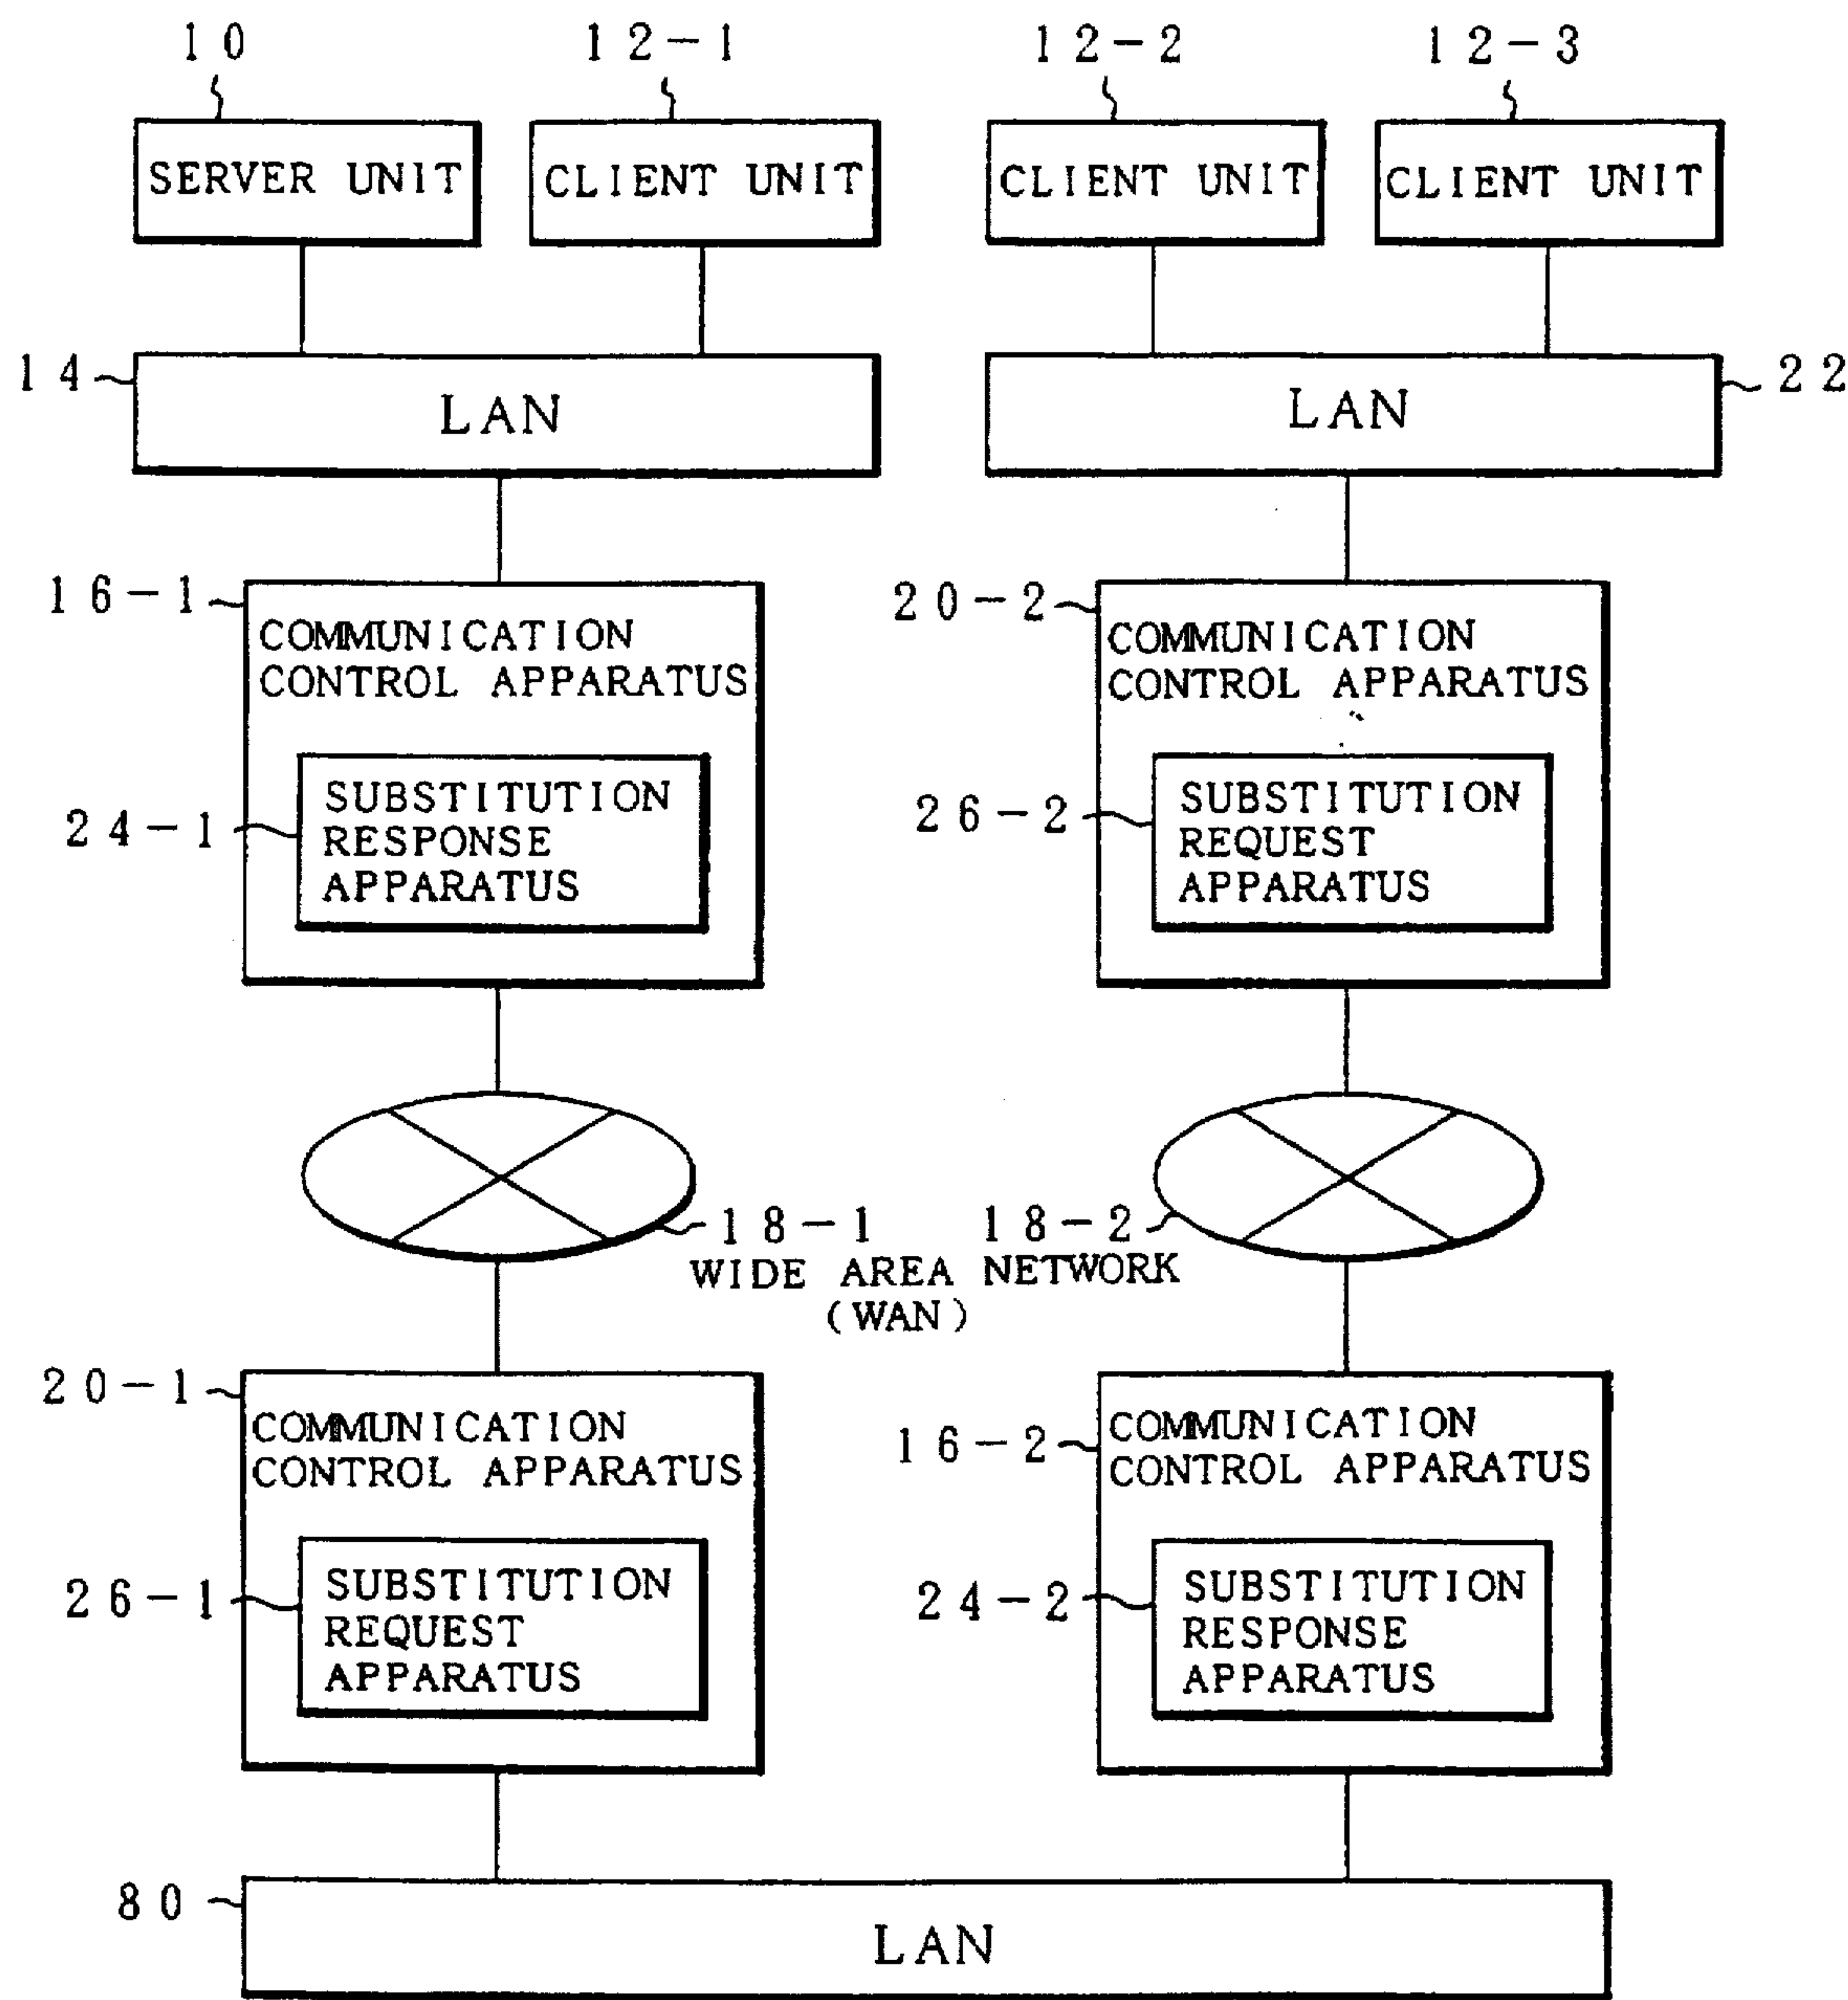 10 12-1 12-2 12-3
SERVER UNIT CLIENT UNIT CLIENT UNIT CLIENT UNIT
14 LAN LAN 22
16-1
COMMUNICATION
CONTROL APPARATUS
24-1
SUBSTITUTION
RESPONSE
APPARATUS
20-2
COMMUNICATION
CONTROL APPARATUS
26-2
SUBSTITUTION
REQUEST
APPARATUS
18-1 18-2
WIDE AREA NETWORK
(WAN)
20-1
COMMUNICATION
CONTROL APPARATUS
26-1
SUBSTITUTION
REQUEST
APPARATUS
16-2
COMMUNICATION
CONTROL APPARATUS
24-2
SUBSTITUTION
RESPONSE
APPARATUS
80
LAN